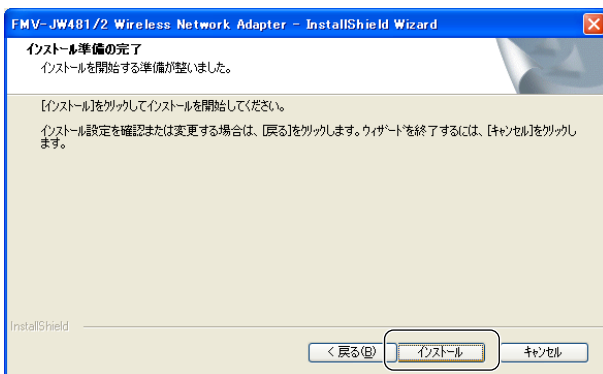 FMV-JW481/2 Wireless Network Adapter - InstallShield Wizard
インストール準備の完了
インストールを開始する準備が整いました。
[インストール]をクリックしてインストールを開始してください。
インストール設定を確認または変更する場合は、[戻る]をクリックします。ウィザードを終了するには、[キャンセル]をクリックし
ます。
InstallShield
< 戻る(B)
インストール
キャンセル